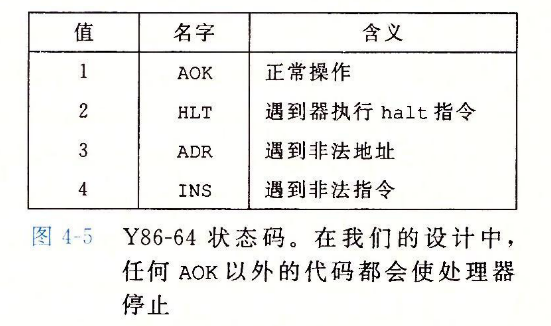 值 名字 含义
1 AOK 正常操作
2 HLT 遇到器执行 halt 指令
3 ADR 遇到非法地址
4 INS 遇到非法指令
图 4-5 Y86-64 状态码。在我们的设计中，
任何 AOK 以外的代码都会使处理器
停止